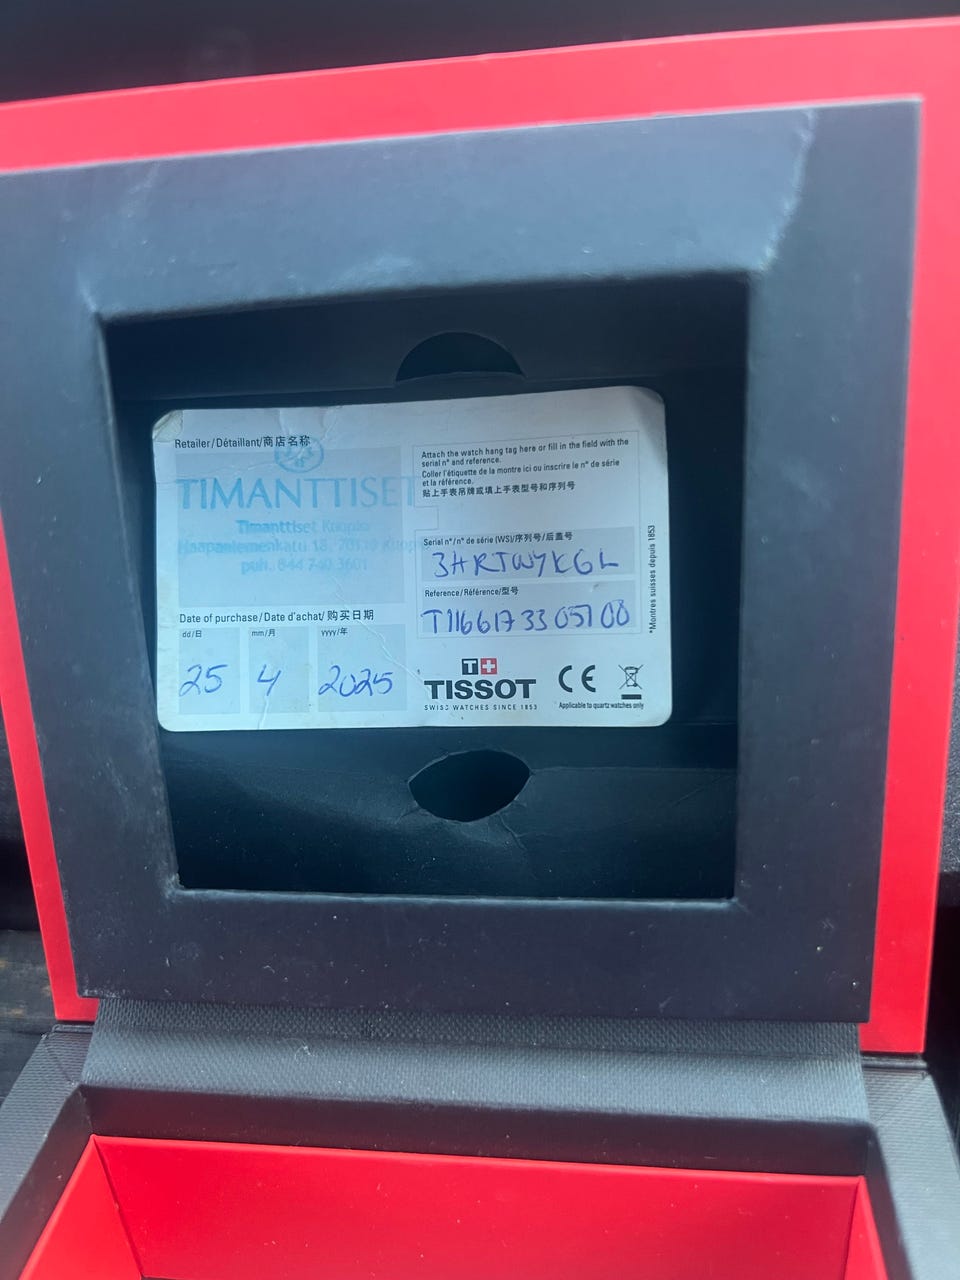 Retailer/Détaillant/商店名称
TIMANTTISET
Timanttiset Kuopio
Haapaniemenkatu 18, 70110 Kuopio
puh. 044 740 3601
Date of purchase/Date d'achat/购买日期
dd/日 mm/月 yyyy/年
25 4 2025
Attach the watch hang tag here or fill in the field with the
serial n° and reference.
Coller l'étiquette de la montre ici ou inscrire le n° de série
et la référence.
贴上手表吊牌或填上手表型号和序列号
Serial n°/n° de série (WS)/序列号/后盖号
3HRTWYKGL
Reference/Référence/型号
T1166173305100
T+
TISSOT
SWISS WATCHES SINCE 1853
CE
Applicable to quartz watches only
*Montres suisses depuis 1853